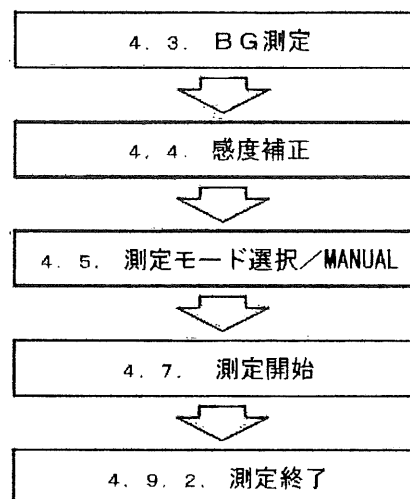 4. 3. BG測定
4. 4. 感度補正
4. 5. 測定モード選択／MANUAL
4. 7. 測定開始
4. 9. 2. 測定終了